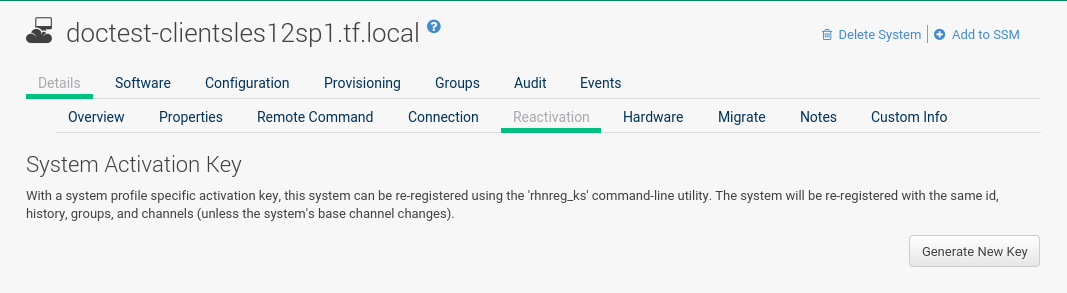 doctest-clientsles12sp1.tf.local ?
Delete System | Add to SSM
Details Software Configuration Provisioning Groups Audit Events
Overview Properties Remote Command Connection Reactivation Hardware Migrate Notes Custom Info
System Activation Key
With a system profile specific activation key, this system can be re-registered using the 'rhnreg_ks' command-line utility. The system will be re-registered with the same id,
history, groups, and channels (unless the system's base channel changes).
Generate New Key